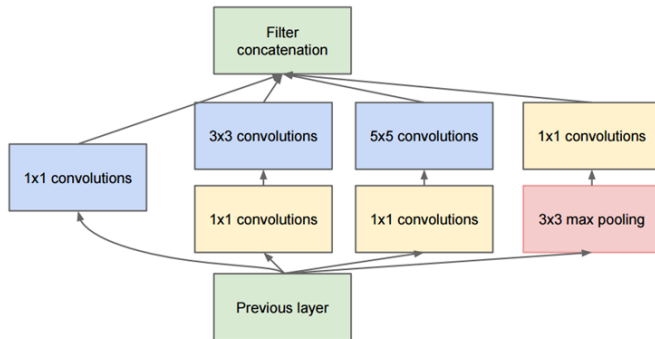 Filter
concatenation
3x3 convolutions
5x5 convolutions
1x1 convolutions
1x1 convolutions
1x1 convolutions
1x1 convolutions
3x3 max pooling
Previous layer